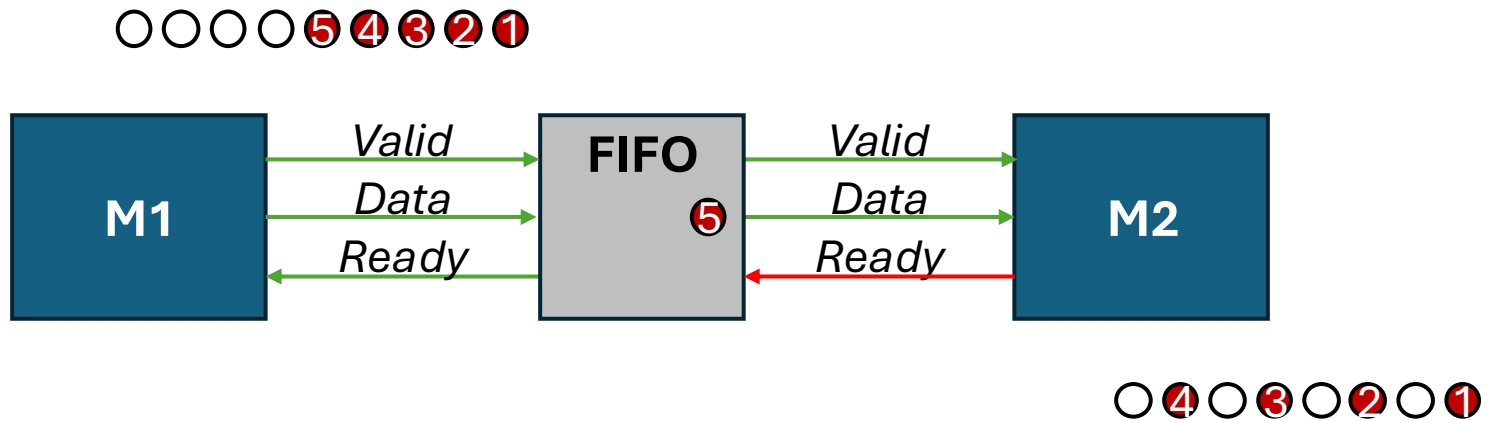 5 4 3 2 1
Valid FIFO Valid
M1 Data 5 Data M2
Ready Ready
4 3 2 1